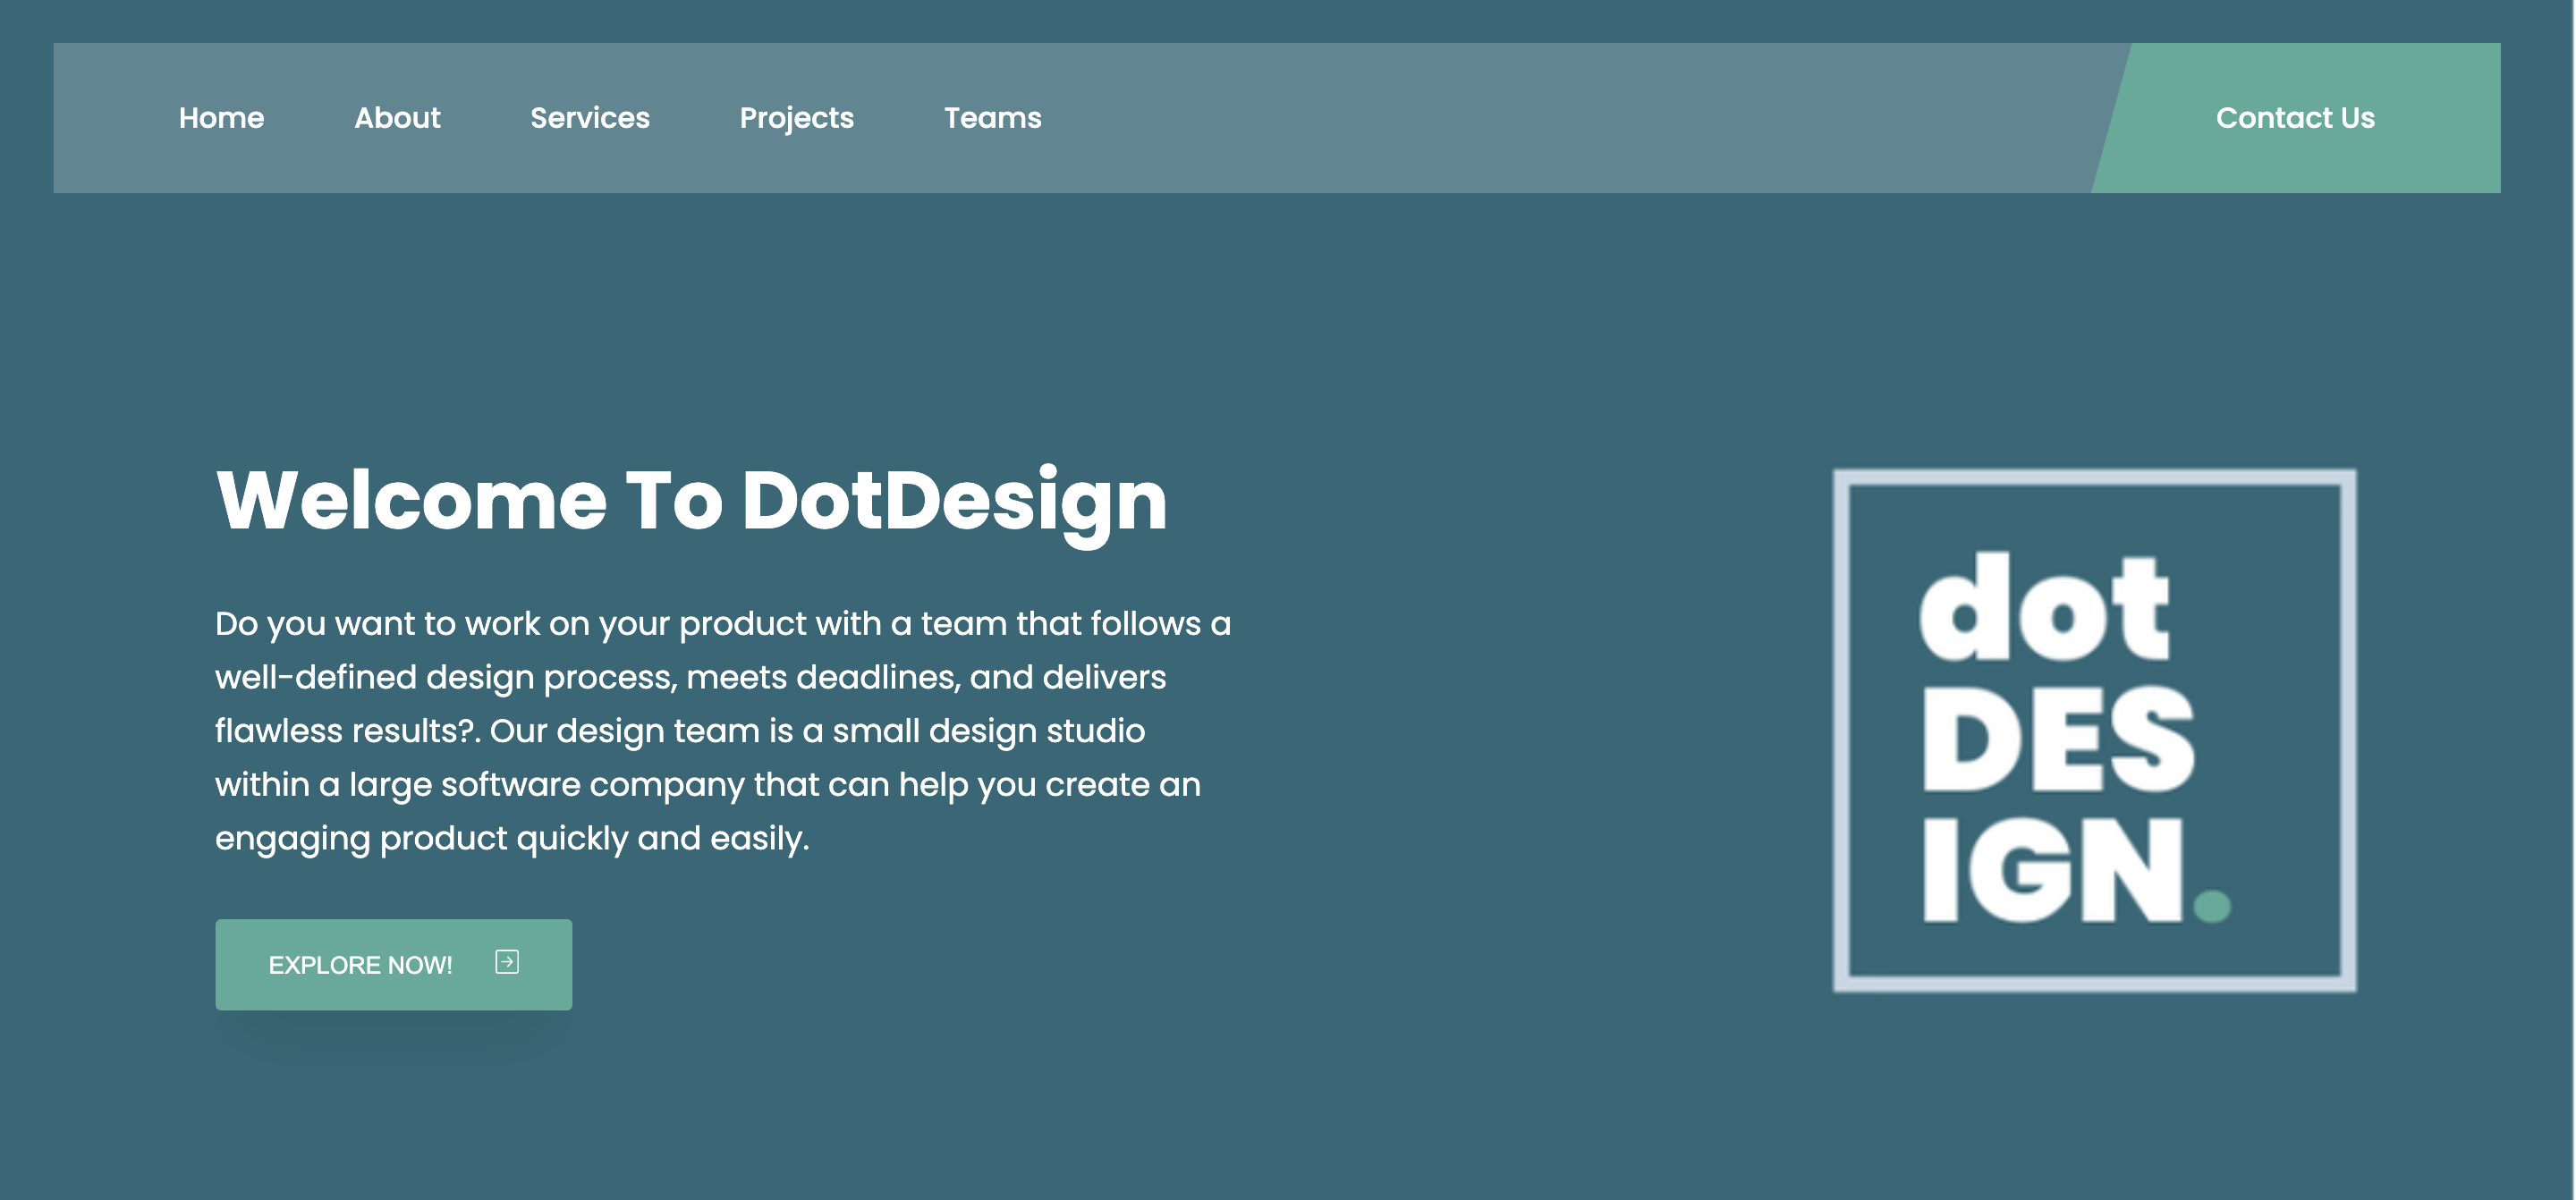 Home About Services Projects Teams Contact Us
Welcome To DotDesign
Do you want to work on your product with a team that follows a
well-defined design process, meets deadlines, and delivers
flawless results?. Our design team is a small design studio
within a large software company that can help you create an
engaging product quickly and easily.
EXPLORE NOW!
dot
DES
IGN.